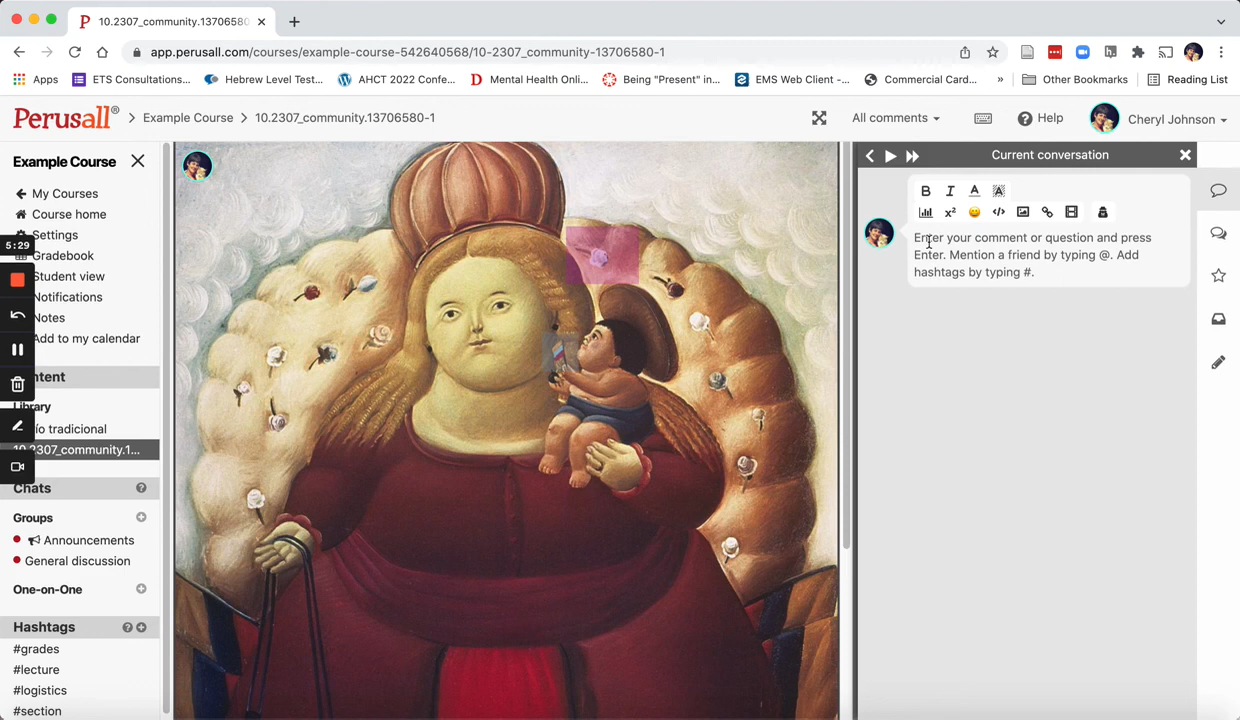 10.2307_community.13706580
app.perusall.com/courses/example-course-542640568/10-2307_community-13706580-1
Apps ETS Consultations... Hebrew Level Test... AHCT 2022 Confe... Mental Health Onli... Being "Present" in... EMS Web Client -... Commercial Card... » Other Bookmarks Reading List
Perusall® Example Course 10.2307_community.13706580-1 All comments Help Cheryl Johnson
Example Course
My Courses
Course home
Settings
Gradebook
Student view
Notifications
Notes
Add to my calendar
5:29
ntent
Library
ío tradicional
10.2307_community.1...
Chats
Groups
Announcements
General discussion
One-on-One
Hashtags
#grades
#lecture
#logistics
#section
Current conversation
B I A A
x²
Enter your comment or question and press
Enter. Mention a friend by typing @. Add
hashtags by typing #.